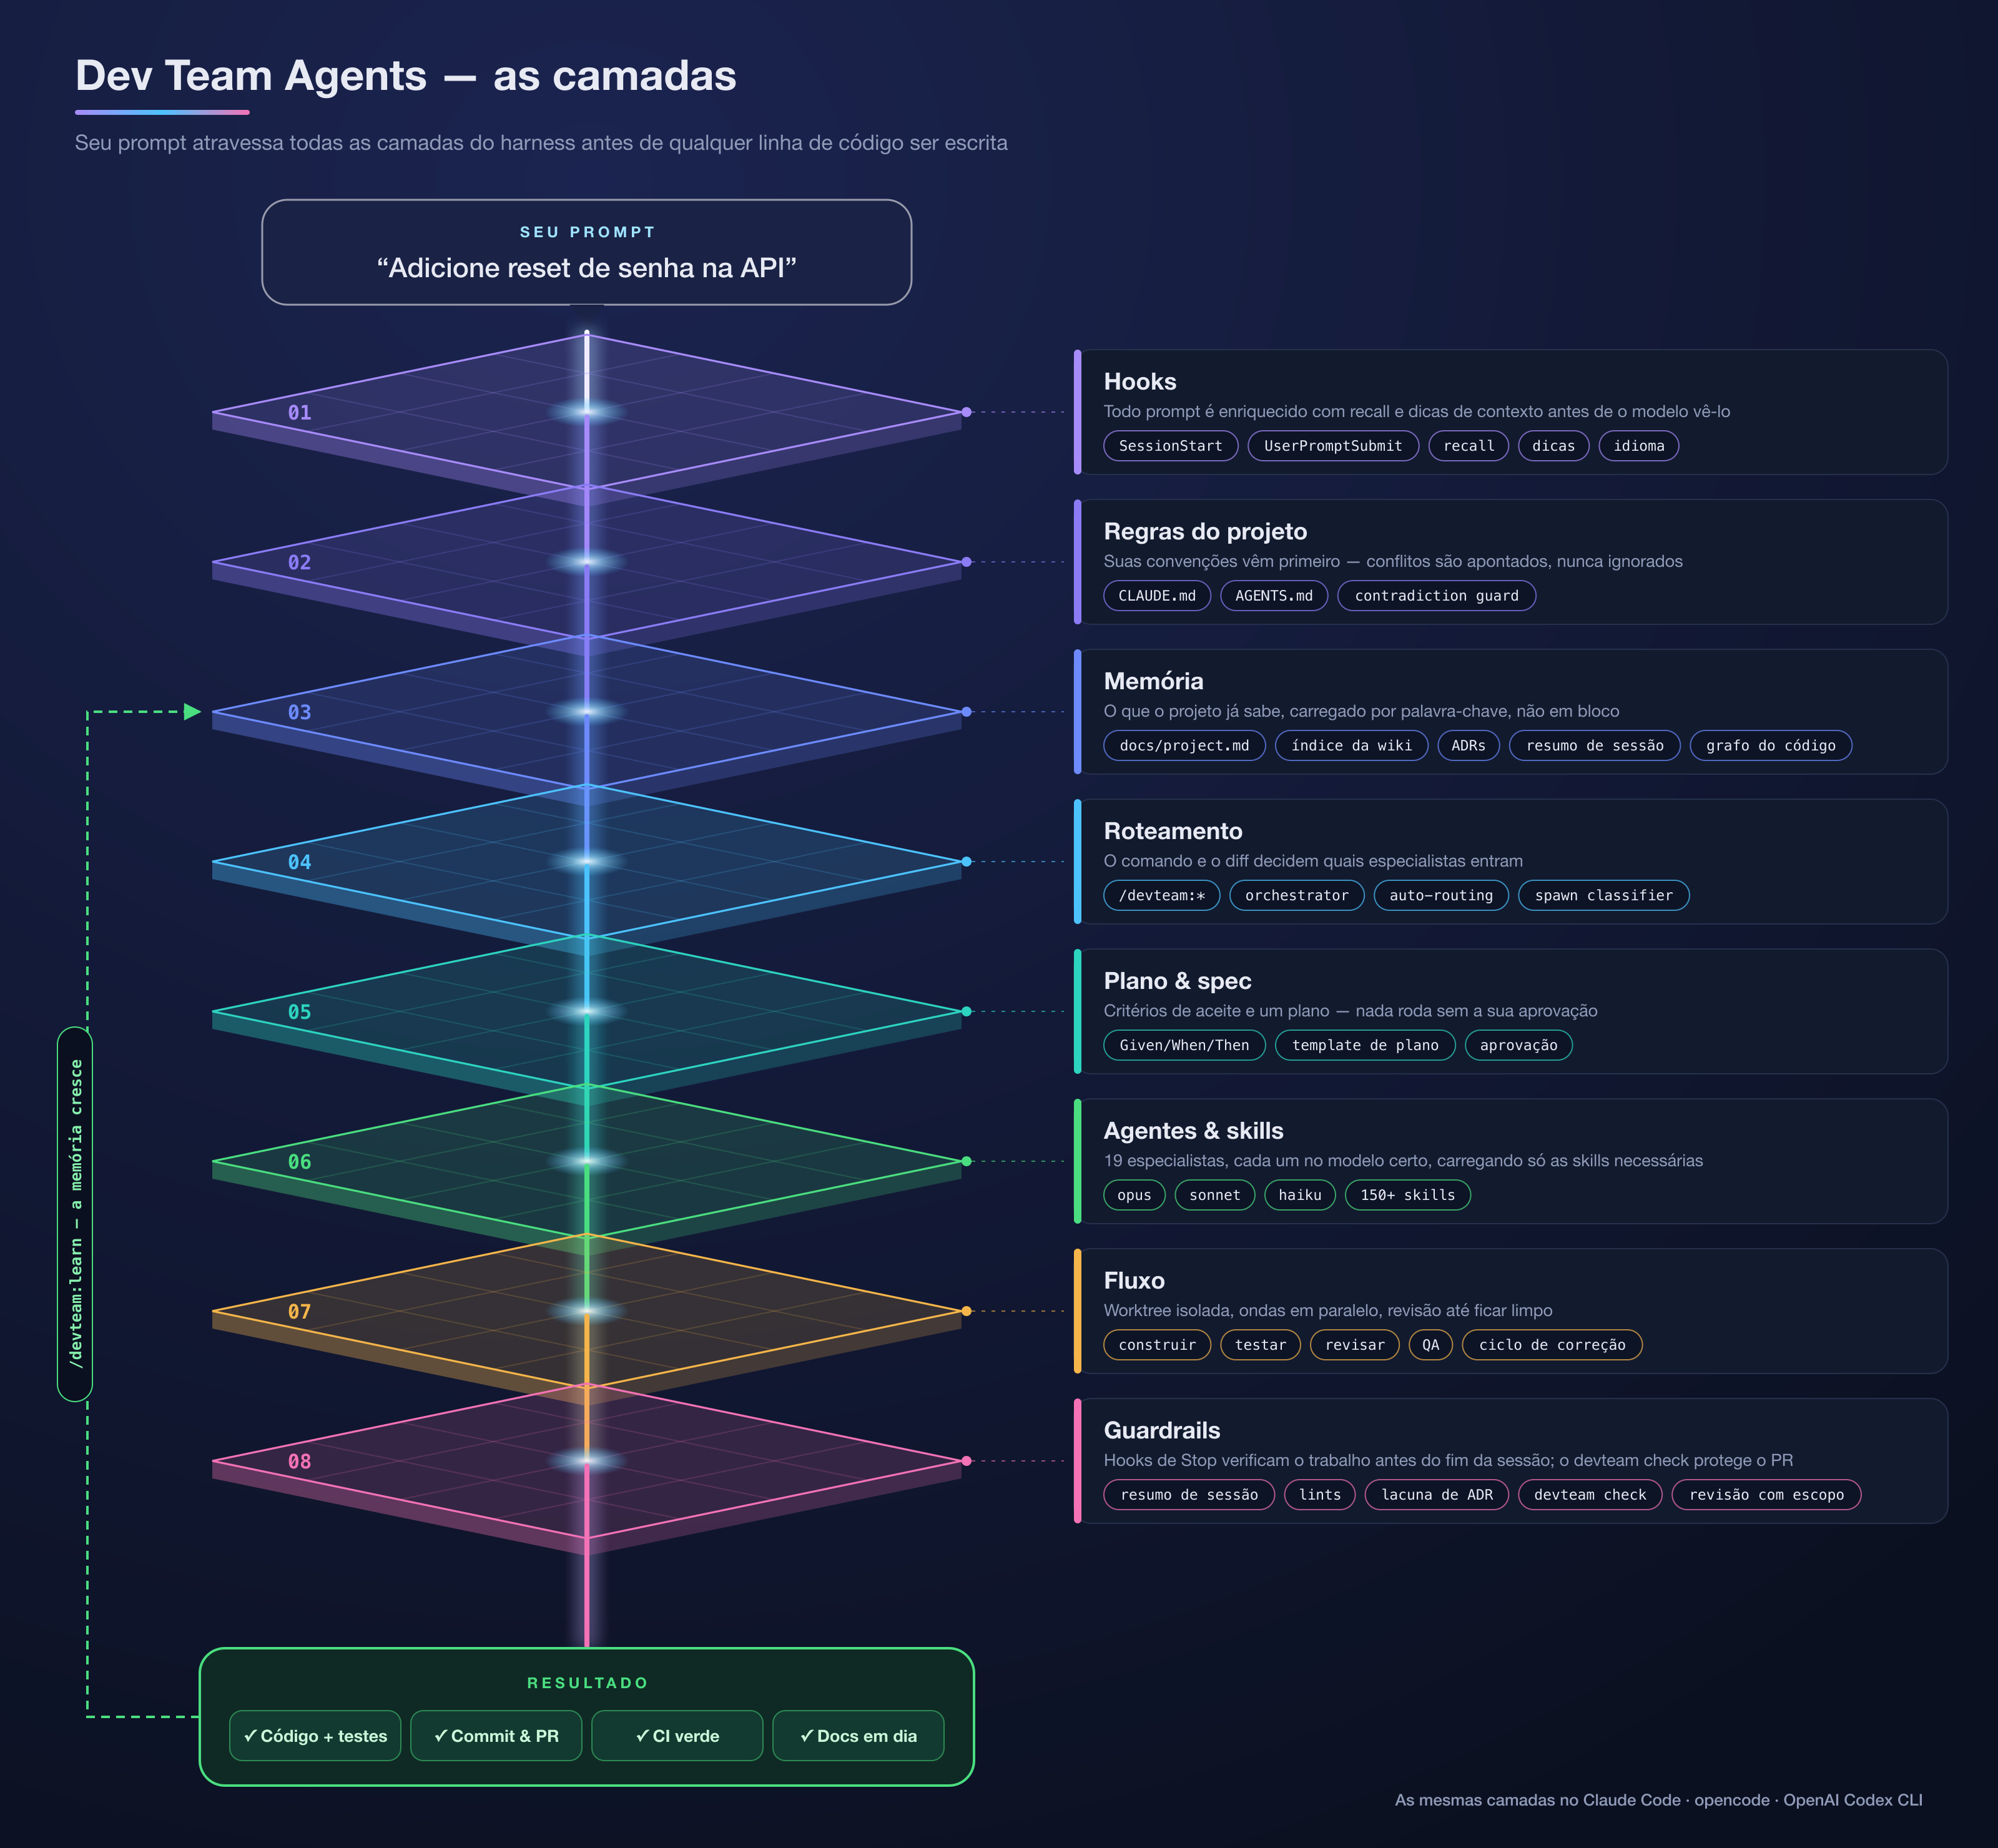 Dev Team Agents — as camadas
Seu prompt atravessa todas as camadas do harness antes de qualquer linha de código ser escrita
SEU PROMPT
“Adicione reset de senha na API”
01
Hooks
Todo prompt é enriquecido com recall e dicas de contexto antes de o modelo vê-lo
SessionStart UserPromptSubmit recall dicas idioma
02
Regras do projeto
Suas convenções vêm primeiro — conflitos são apontados, nunca ignorados
CLAUDE.md AGENTS.md contradiction guard
03
Memória
O que o projeto já sabe, carregado por palavra-chave, não em bloco
docs/project.md índice da wiki ADRs resumo de sessão grafo do código
04
Roteamento
O comando e o diff decidem quais especialistas entram
/devteam:* orchestrator auto-routing spawn classifier
05
Plano & spec
Critérios de aceite e um plano — nada roda sem a sua aprovação
Given/When/Then template de plano aprovação
06
Agentes & skills
19 especialistas, cada um no modelo certo, carregando só as skills necessárias
opus sonnet haiku 150+ skills
07
Fluxo
Worktree isolada, ondas em paralelo, revisão até ficar limpo
construir testar revisar QA ciclo de correção
08
Guardrails
Hooks de Stop verificam o trabalho antes do fim da sessão; o devteam check protege o PR
resumo de sessão lints lacuna de ADR devteam check revisão com escopo
/devteam:learn — a memória cresce
RESULTADO
✓ Código + testes ✓ Commit & PR ✓ CI verde ✓ Docs em dia
As mesmas camadas no Claude Code · opencode · OpenAI Codex CLI